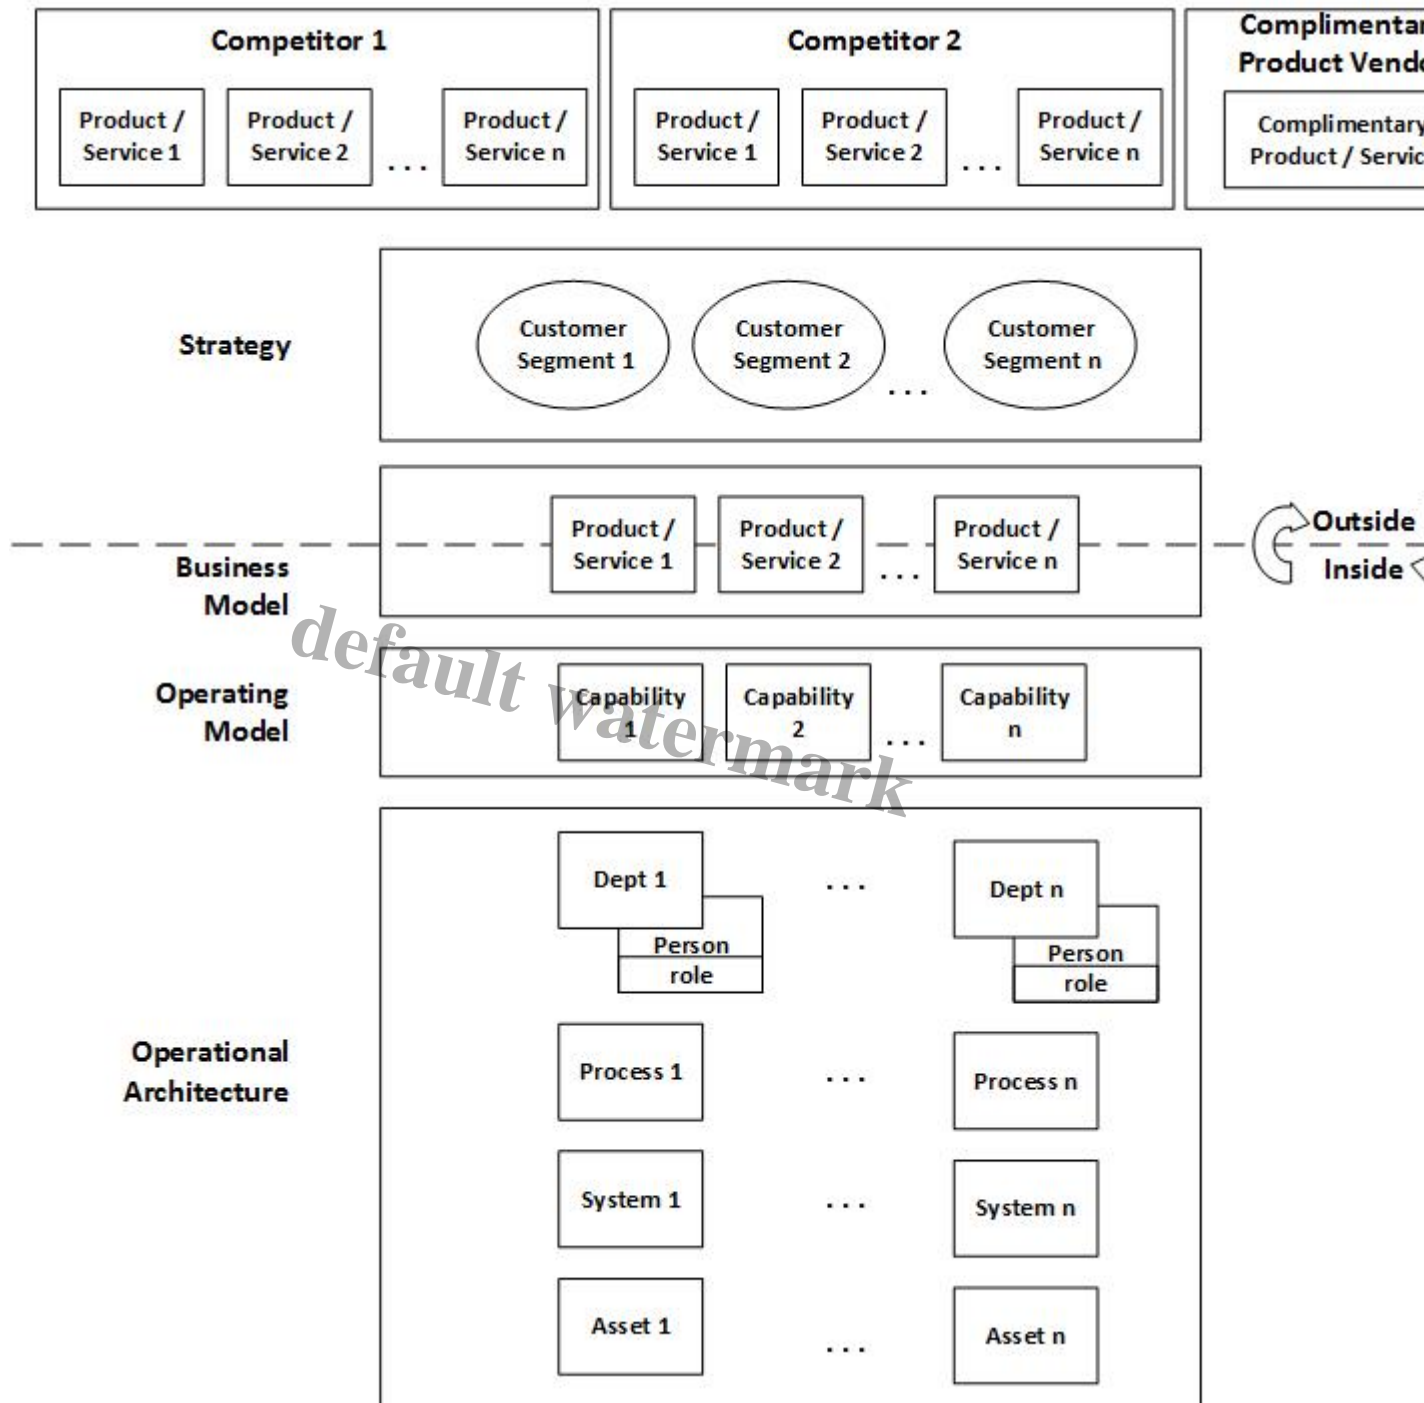 Competitor 1
Product /
Service 1
Product /
Service 2
. . .
Product /
Service n
Competitor 2
Product /
Service 1
Product /
Service 2
. . .
Product /
Service n
Product
Complimentary
Product /
Strategy
Customer
Segment 1
Customer
Segment 2
. . .
Customer
Segment n
Business
Model
Product /
Service 1
Product /
Service 2
. . .
Product /
Service n
Outside
Inside
Operating
Model
Capability
1
Capability
2
. . .
Capability
n
default watermark
Operational
Architecture
Dept 1
Person
role
. . .
Dept n
Person
role
Process 1
. . .
Process n
System 1
. . .
System n
Asset 1
. . .
Asset n